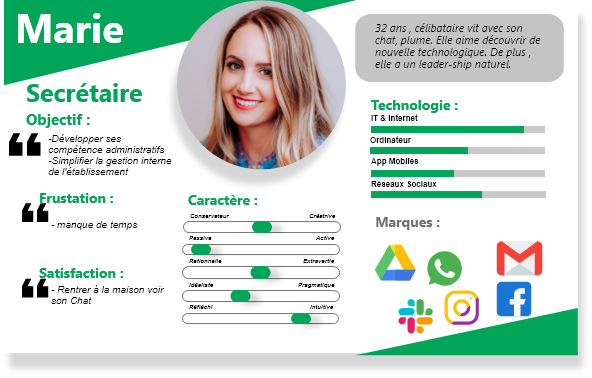 Marie
32 ans , célibataire vit avec son
chat, plume. Elle aime découvrir de
nouvelle technologique. De plus ,
elle a un leader-ship naturel.
Secrétaire
Objectif :
-Développer ses
compétence administratifs
-Simplifier la gestion interne
de l'établissement
Frustation :
- manque de temps
Satisfaction :
- Rentrer à la maison voir
son Chat
Caractère :
Conservateur Créatrive
Passive Active
Rationnelle Extravertie
Idéaliste Pragmatique
Réfléchi Intuitive
Technologie :
IT & Internet
Ordinateur
App Mobiles
Réseaux Sociaux
Marques :